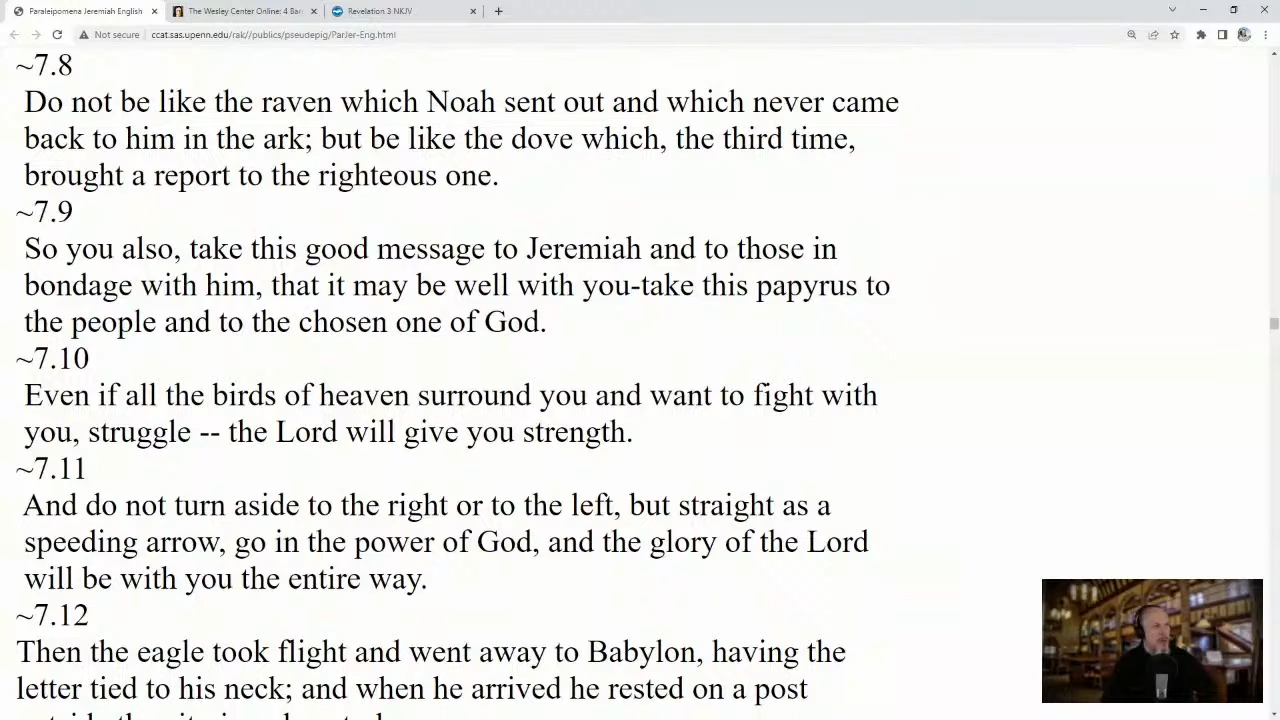 Paraleipomena Jeremiah English
The Wesley Center Online: 4 Bar
Revelation 3 NKJV
Not secure
ccat.sas.upenn.edu/rak//publics/pseudepig/ParJer-Eng.html
~7.8
Do not be like the raven which Noah sent out and which never came
back to him in the ark; but be like the dove which, the third time,
brought a report to the righteous one.
~7.9
So you also, take this good message to Jeremiah and to those in
bondage with him, that it may be well with you-take this papyrus to
the people and to the chosen one of God.
~7.10
Even if all the birds of heaven surround you and want to fight with
you, struggle -- the Lord will give you strength.
~7.11
And do not turn aside to the right or to the left, but straight as a
speeding arrow, go in the power of God, and the glory of the Lord
will be with you the entire way.
~7.12
Then the eagle took flight and went away to Babylon, having the
letter tied to his neck; and when he arrived he rested on a post